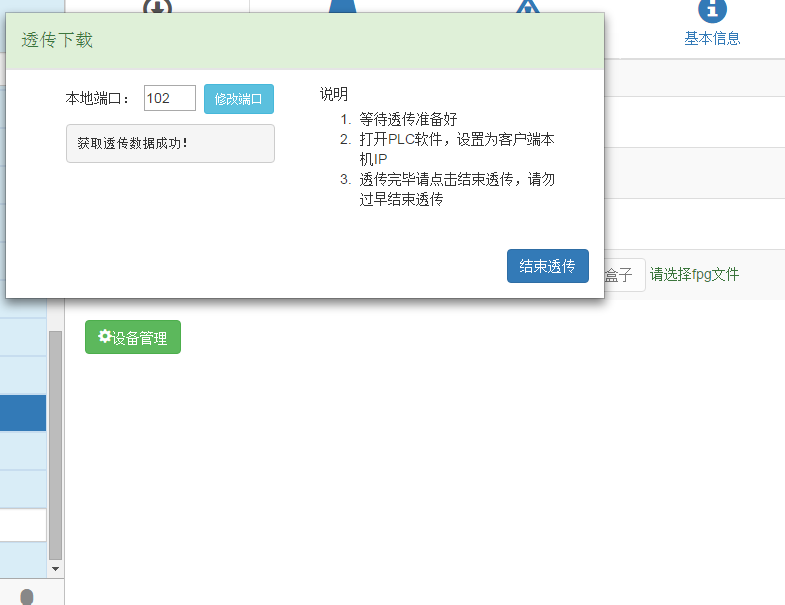 透传下载
基本信息
本地端口：
102
修改端口
获取透传数据成功！
说明
1. 等待透传准备好
2. 打开PLC软件，设置为客户端本
机IP
3. 透传完毕请点击结束透传，请勿
过早结束透传
结束透传
盒子
请选择fpg文件
设备管理